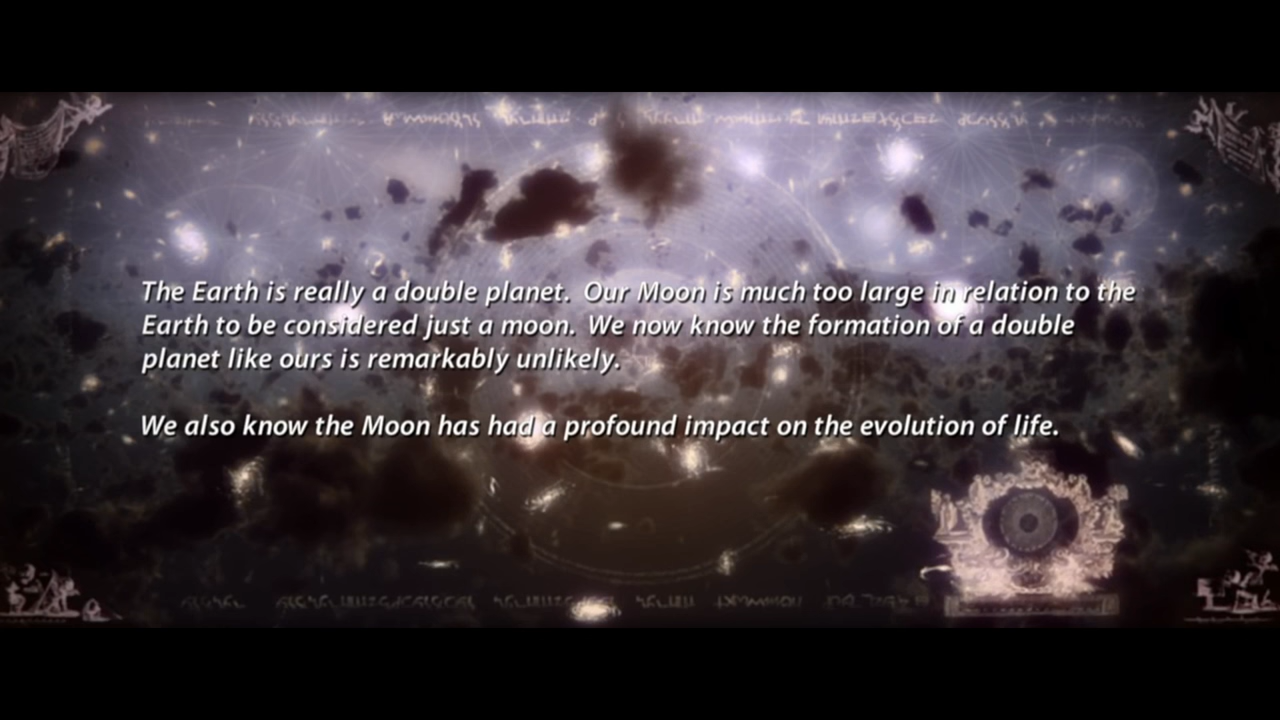 The Earth is really a double planet.  Our Moon is much too large in relation to the
Earth to be considered just a moon.  We now know the formation of a double
planet like ours is remarkably unlikely.
We also know the Moon has had a profound impact on the evolution of life.